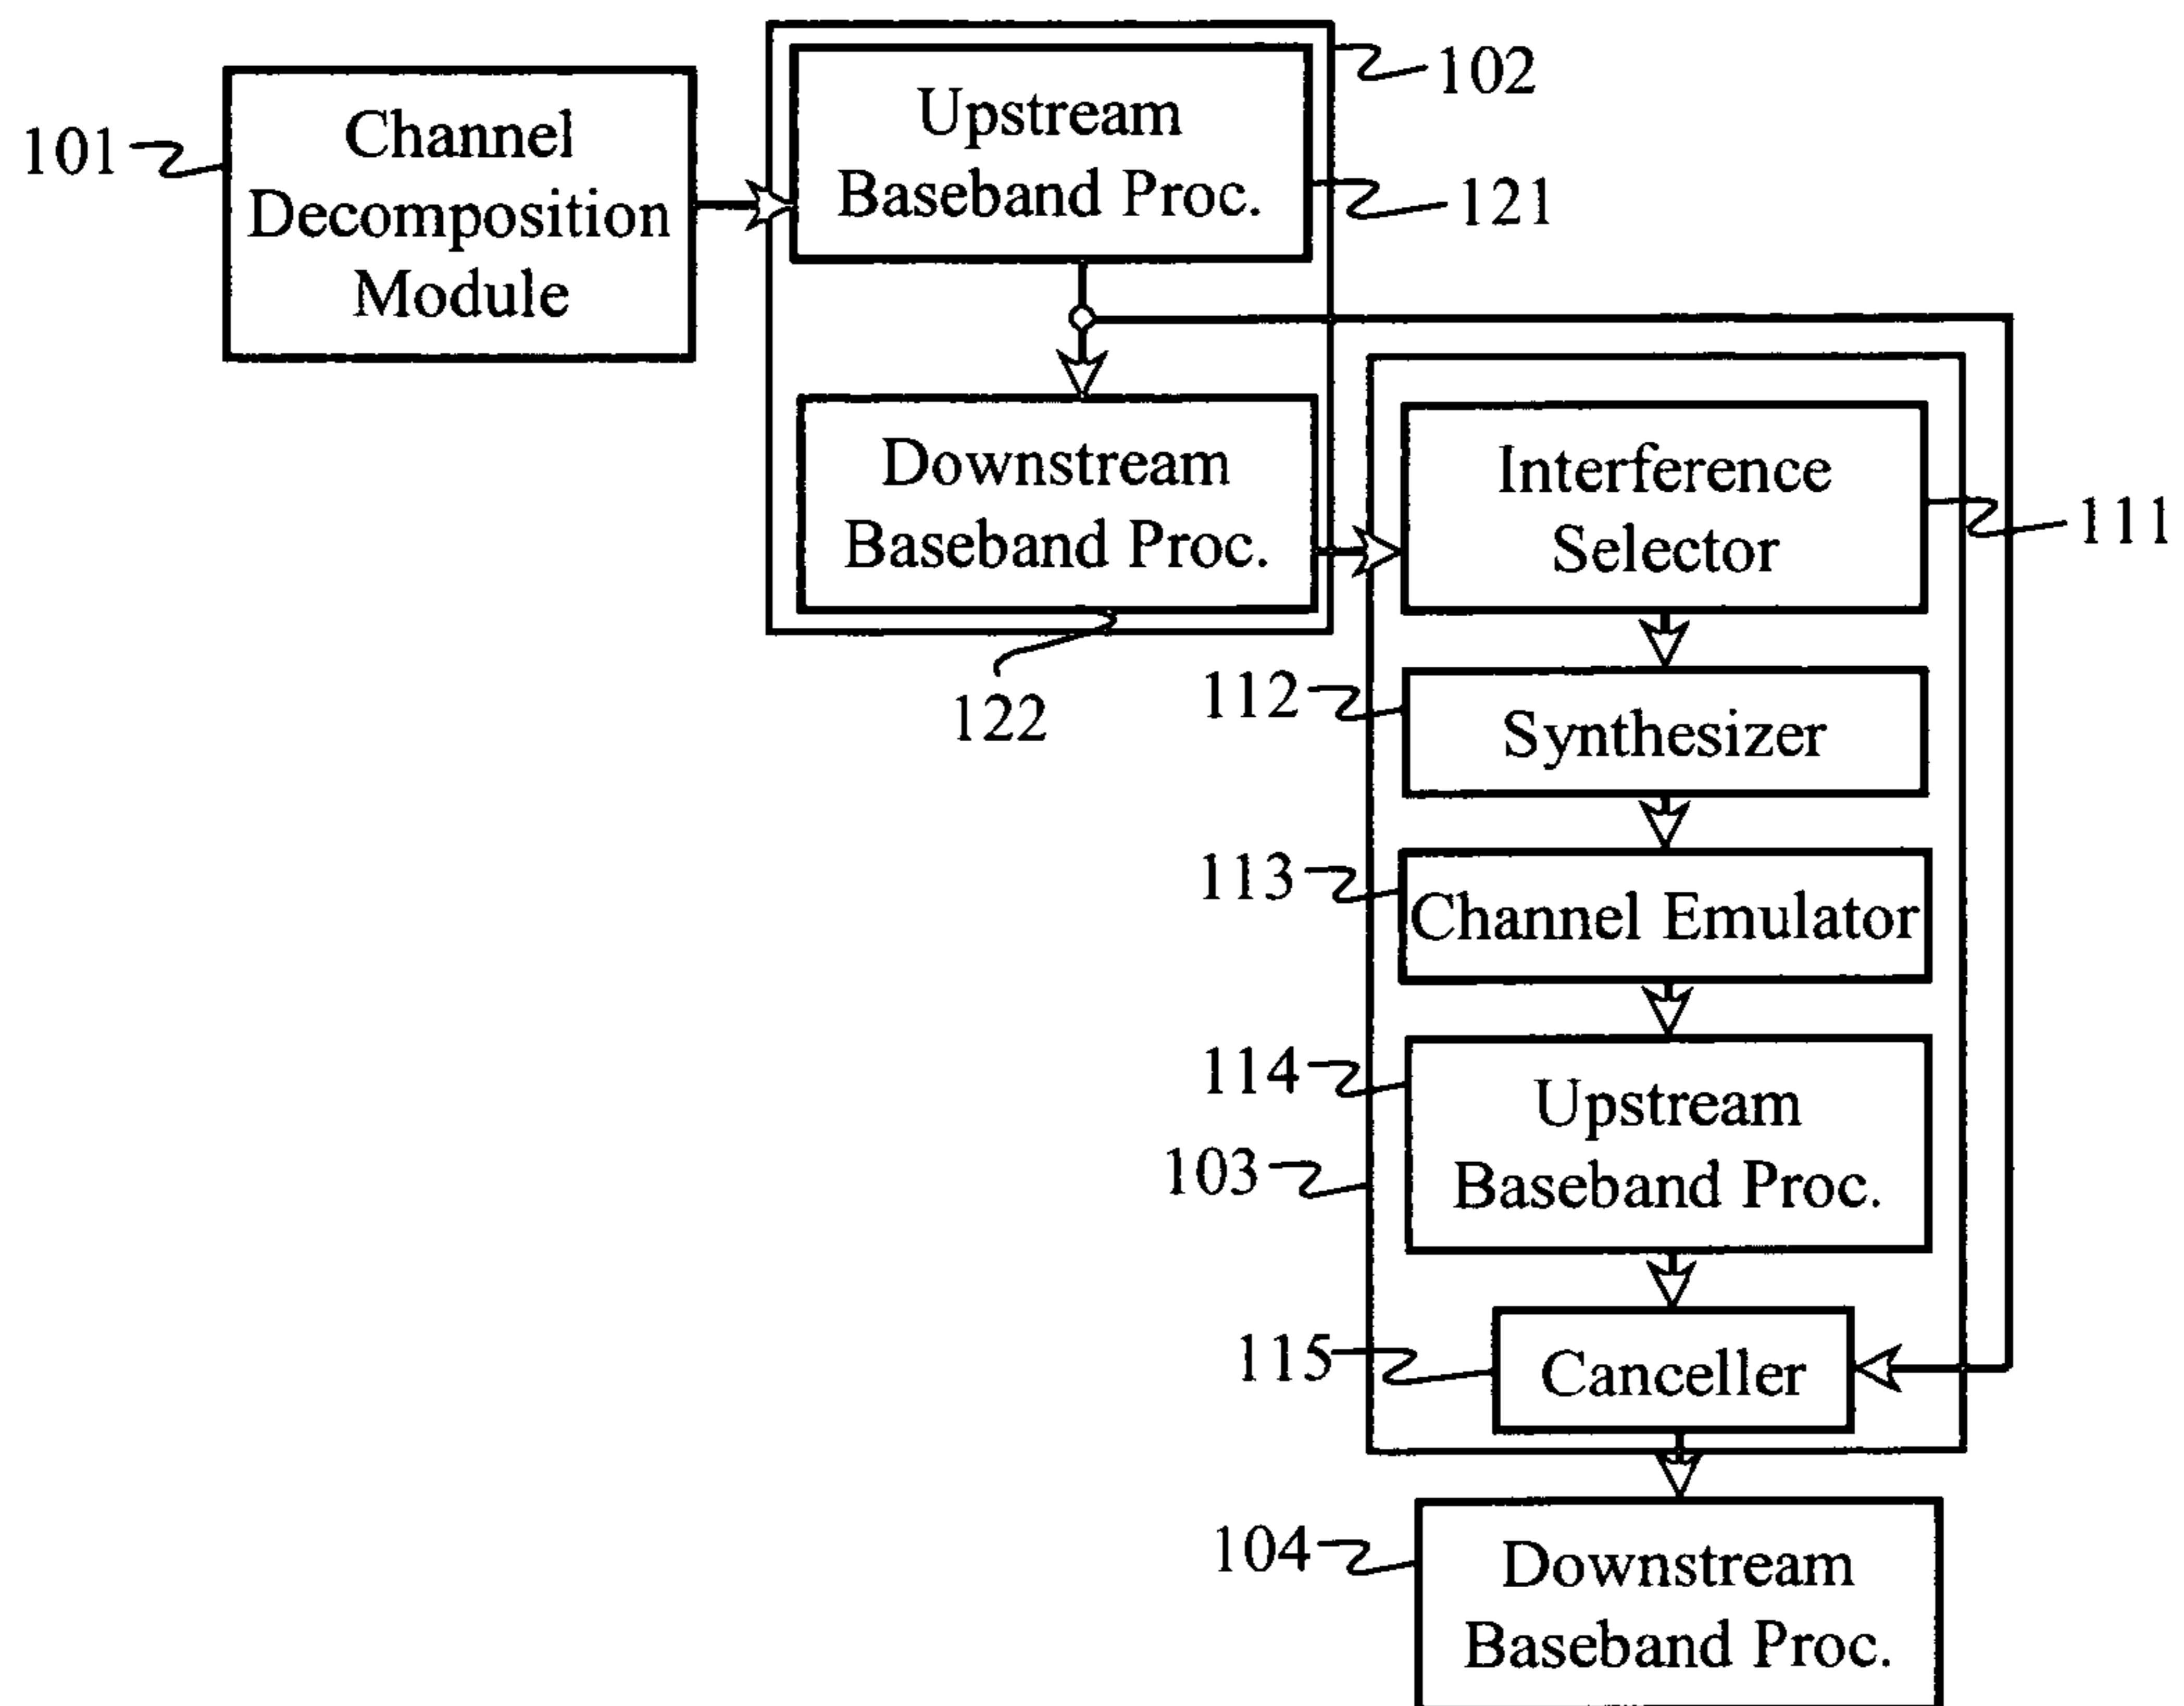 102
Upstream
Baseband Proc.
121
101
Channel
Decomposition
Module
Downstream
Baseband Proc.
122
Interference
Selector
111
112
Synthesizer
113
Channel Emulator
114
Upstream
Baseband Proc.
103
115
Canceller
104
Downstream
Baseband Proc.